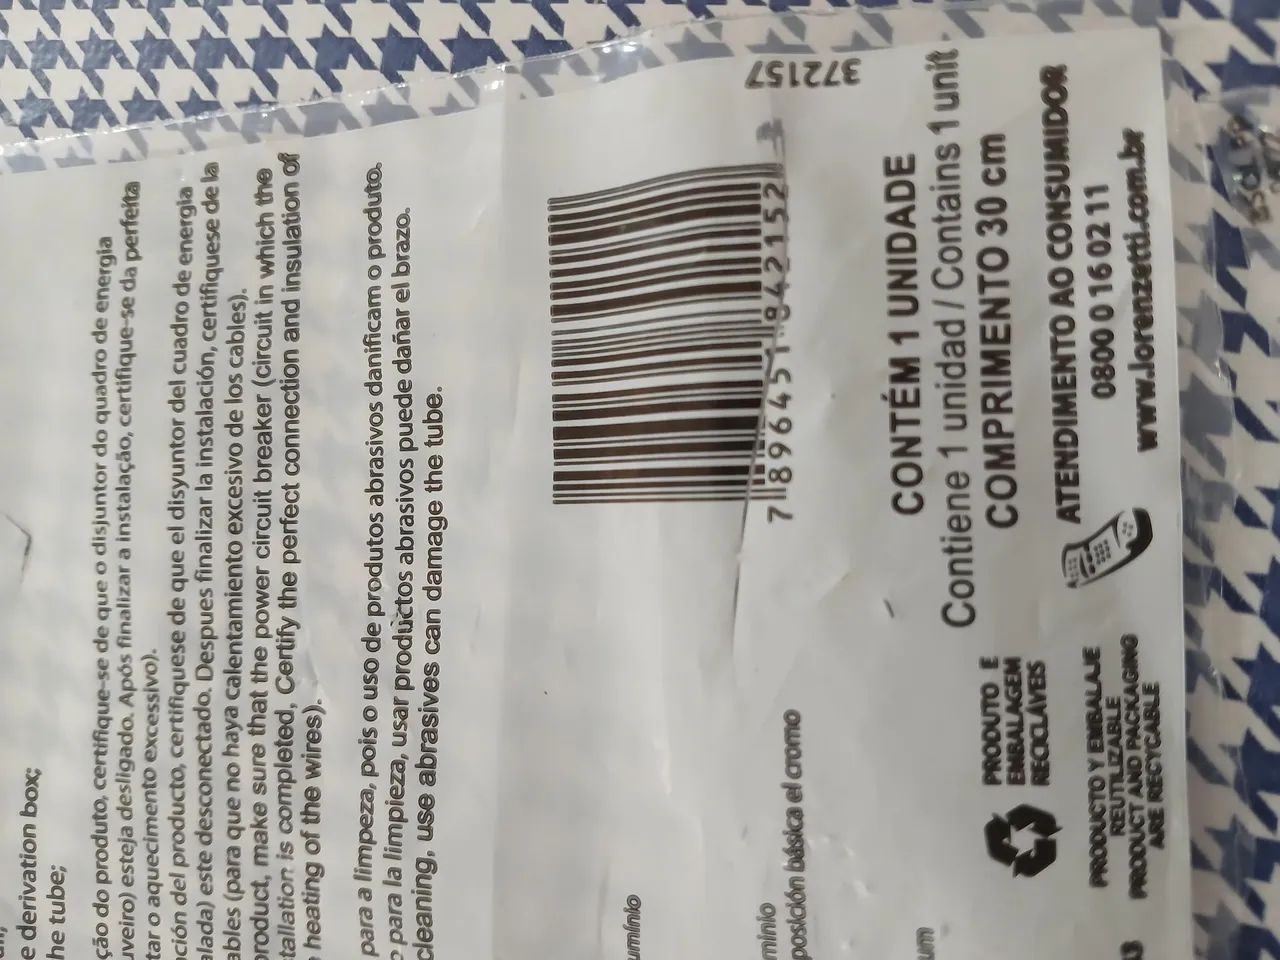 e derivation box;
he tube;
ção do produto, certifique-se de que o disjuntor do quadro de energia
uveiro) esteja desligado. Após finalizar a instalação, certifique-se da perfeita
tar o aquecimento excessivo).
ción del producto, certifiquese de que el disyuntor del cuadro de energia
alada) este desconectado. Despues finalizar la instalación, certifiquese de la
ables (para que no haya calentamiento excesivo de los cables).
product, make sure that the power circuit breaker (circuit in which the
stallation is completed, Certify the perfect connection and insulation of
heating of the wires).
para a limpeza, pois o uso de produtos abrasivos danificam o produto.
para la limpieza, usar productos abrasivos puede dañar el brazo.
cleaning, use abrasives can damage the tube.
umínio
minio
posición básica el cromo
um
372157
7 896451 842152
CONTÉM 1 UNIDADE
Contiene 1 unidad / Contains 1 unit
COMPRIMENTO 30 cm
ATENDIMENTO AO CONSUMIDOR
0800 0 16 02 11
www.lorenzetti.com.br
PRODUTO E
EMBALAGEM
RECICLÁVEIS
PRODUCTO Y EMBALAJE
REUTILIZABLE
PRODUCT AND PACKAGING
ARE RECYCABLE